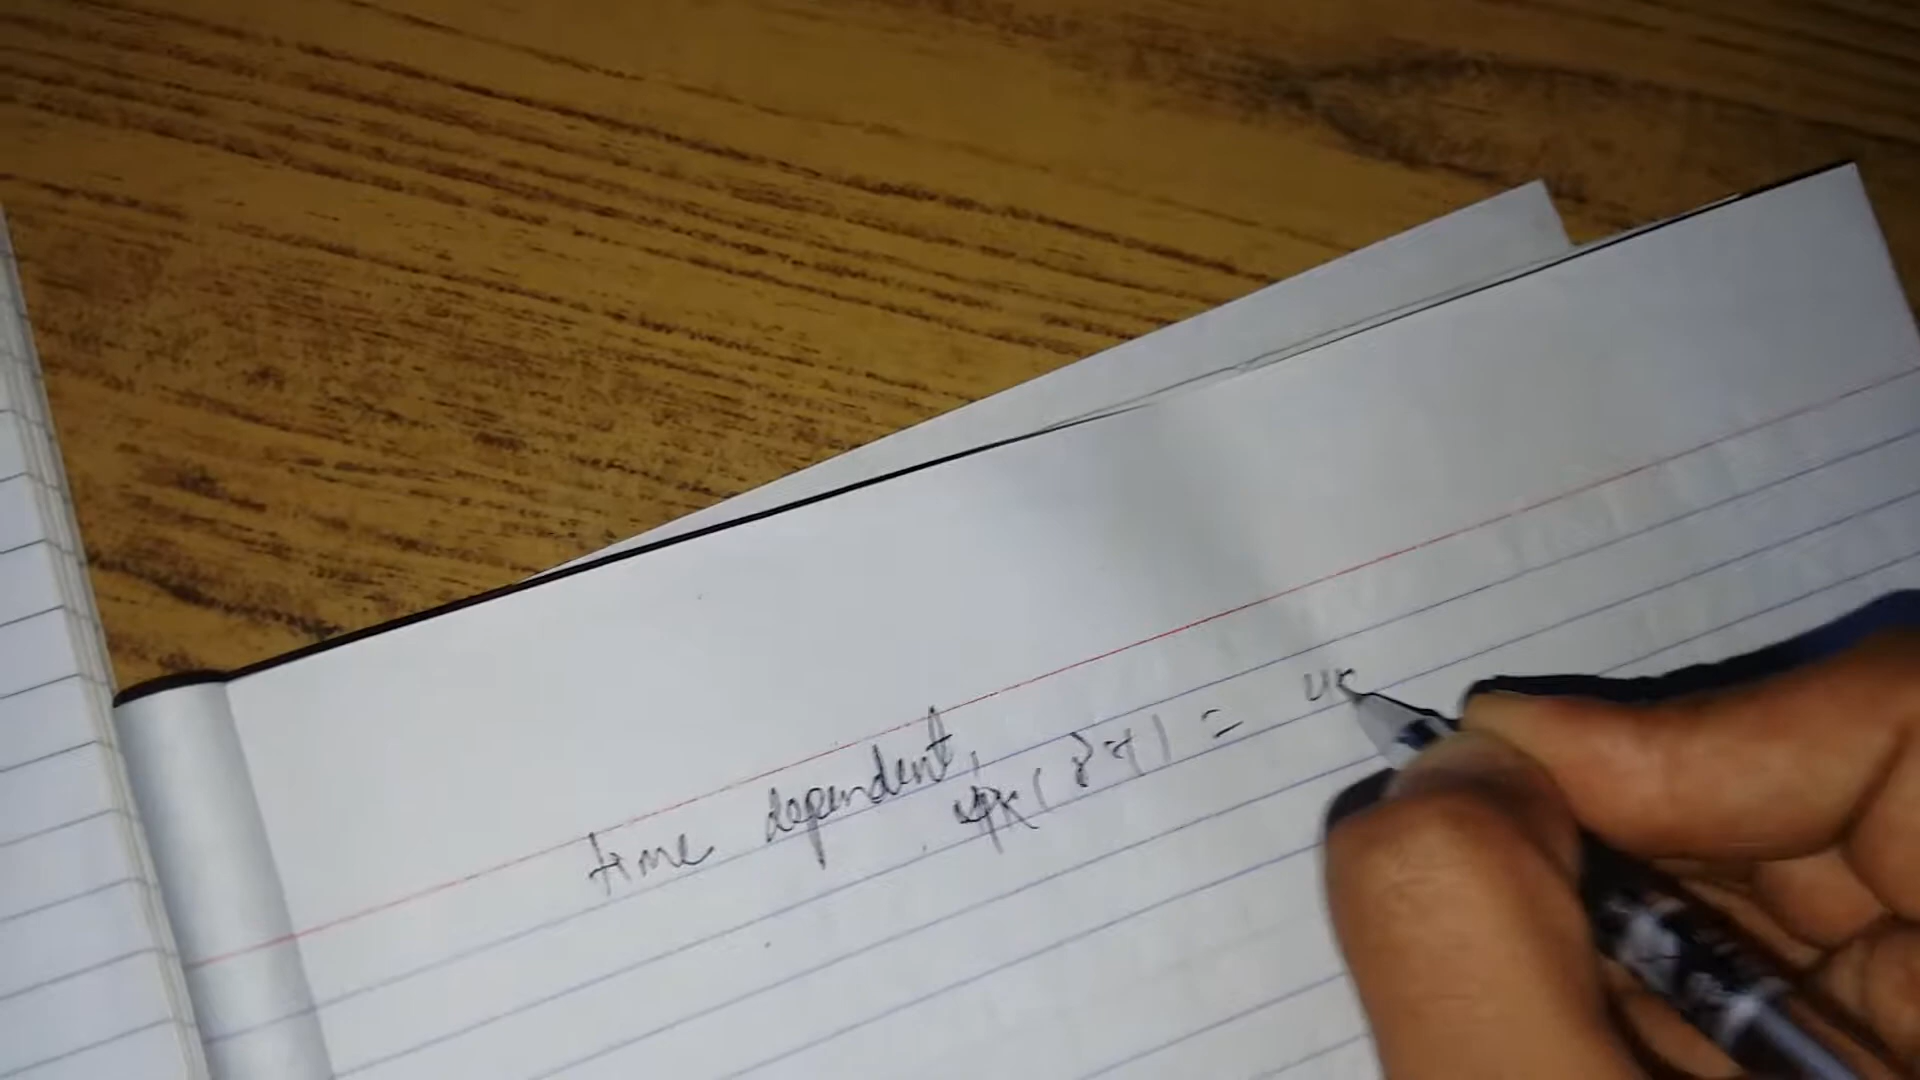 time dependent,
ψk(r,t) = uk